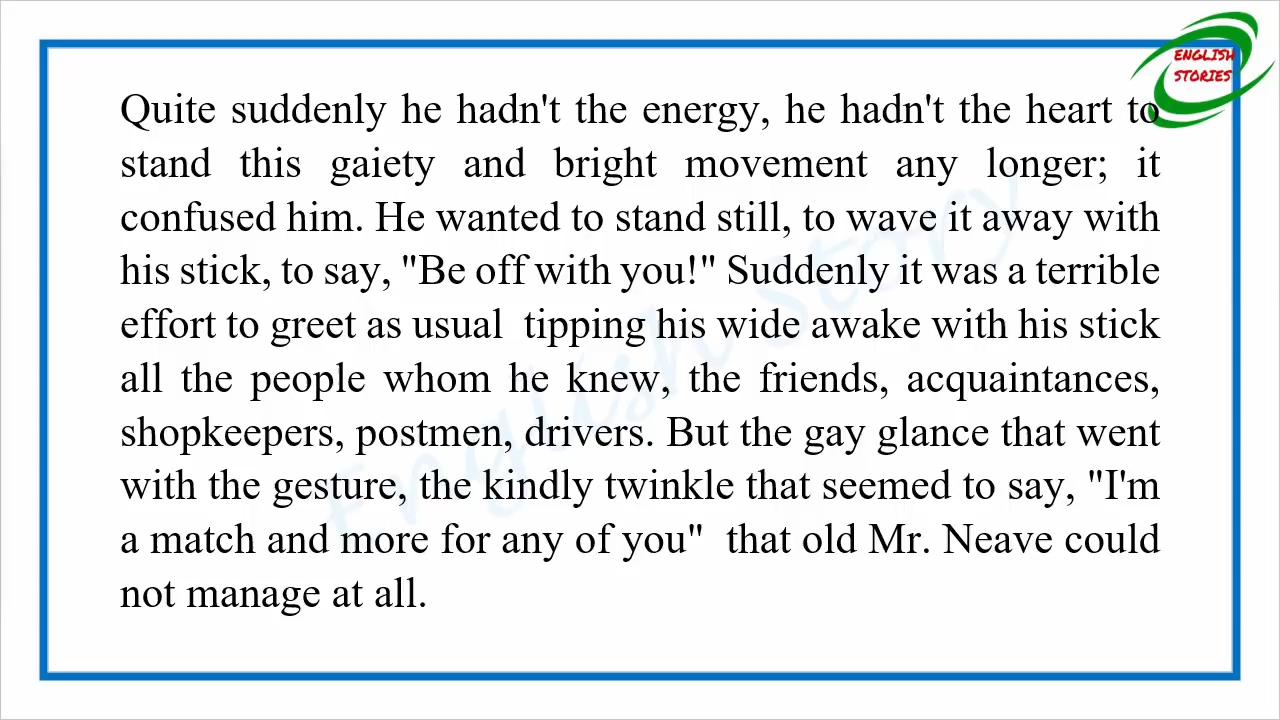 ENGLISH
STORIES
Quite suddenly he hadn't the energy, he hadn't the heart to
stand this gaiety and bright movement any longer; it
confused him. He wanted to stand still, to wave it away with
his stick, to say, "Be off with you!" Suddenly it was a terrible
effort to greet as usual  tipping his wide awake with his stick
all the people whom he knew, the friends, acquaintances,
shopkeepers, postmen, drivers. But the gay glance that went
with the gesture, the kindly twinkle that seemed to say, "I'm
a match and more for any of you"  that old Mr. Neave could
not manage at all.
English Story